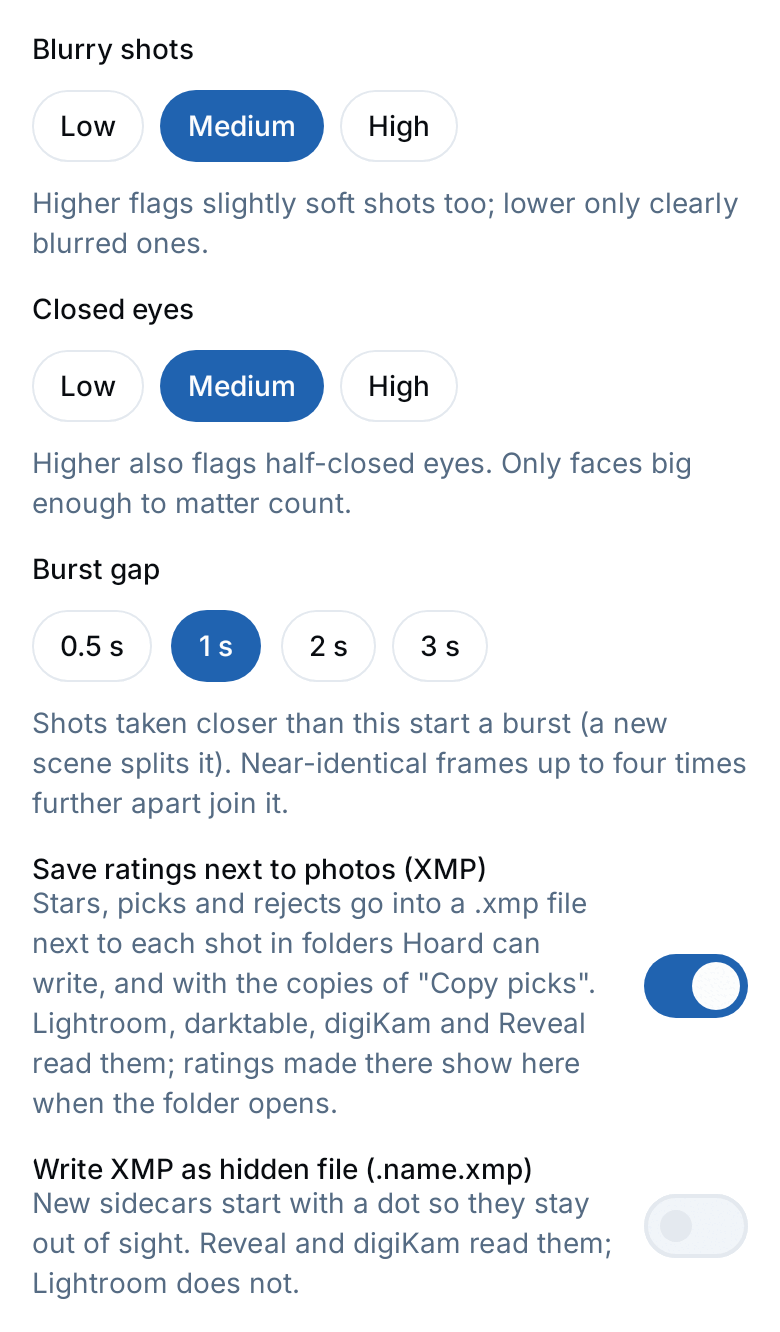 Blurry shots
Low Medium High
Higher flags slightly soft shots too; lower only clearly
blurred ones.
Closed eyes
Low Medium High
Higher also flags half-closed eyes. Only faces big
enough to matter count.
Burst gap
0.5 s 1 s 2 s 3 s
Shots taken closer than this start a burst (a new
scene splits it). Near-identical frames up to four times
further apart join it.
Save ratings next to photos (XMP)
Stars, picks and rejects go into a .xmp file
next to each shot in folders Hoard can
write, and with the copies of "Copy picks".
Lightroom, darktable, digiKam and Reveal
read them; ratings made there show here
when the folder opens.
Write XMP as hidden file (.name.xmp)
New sidecars start with a dot so they stay
out of sight. Reveal and digiKam read them;
Lightroom does not.